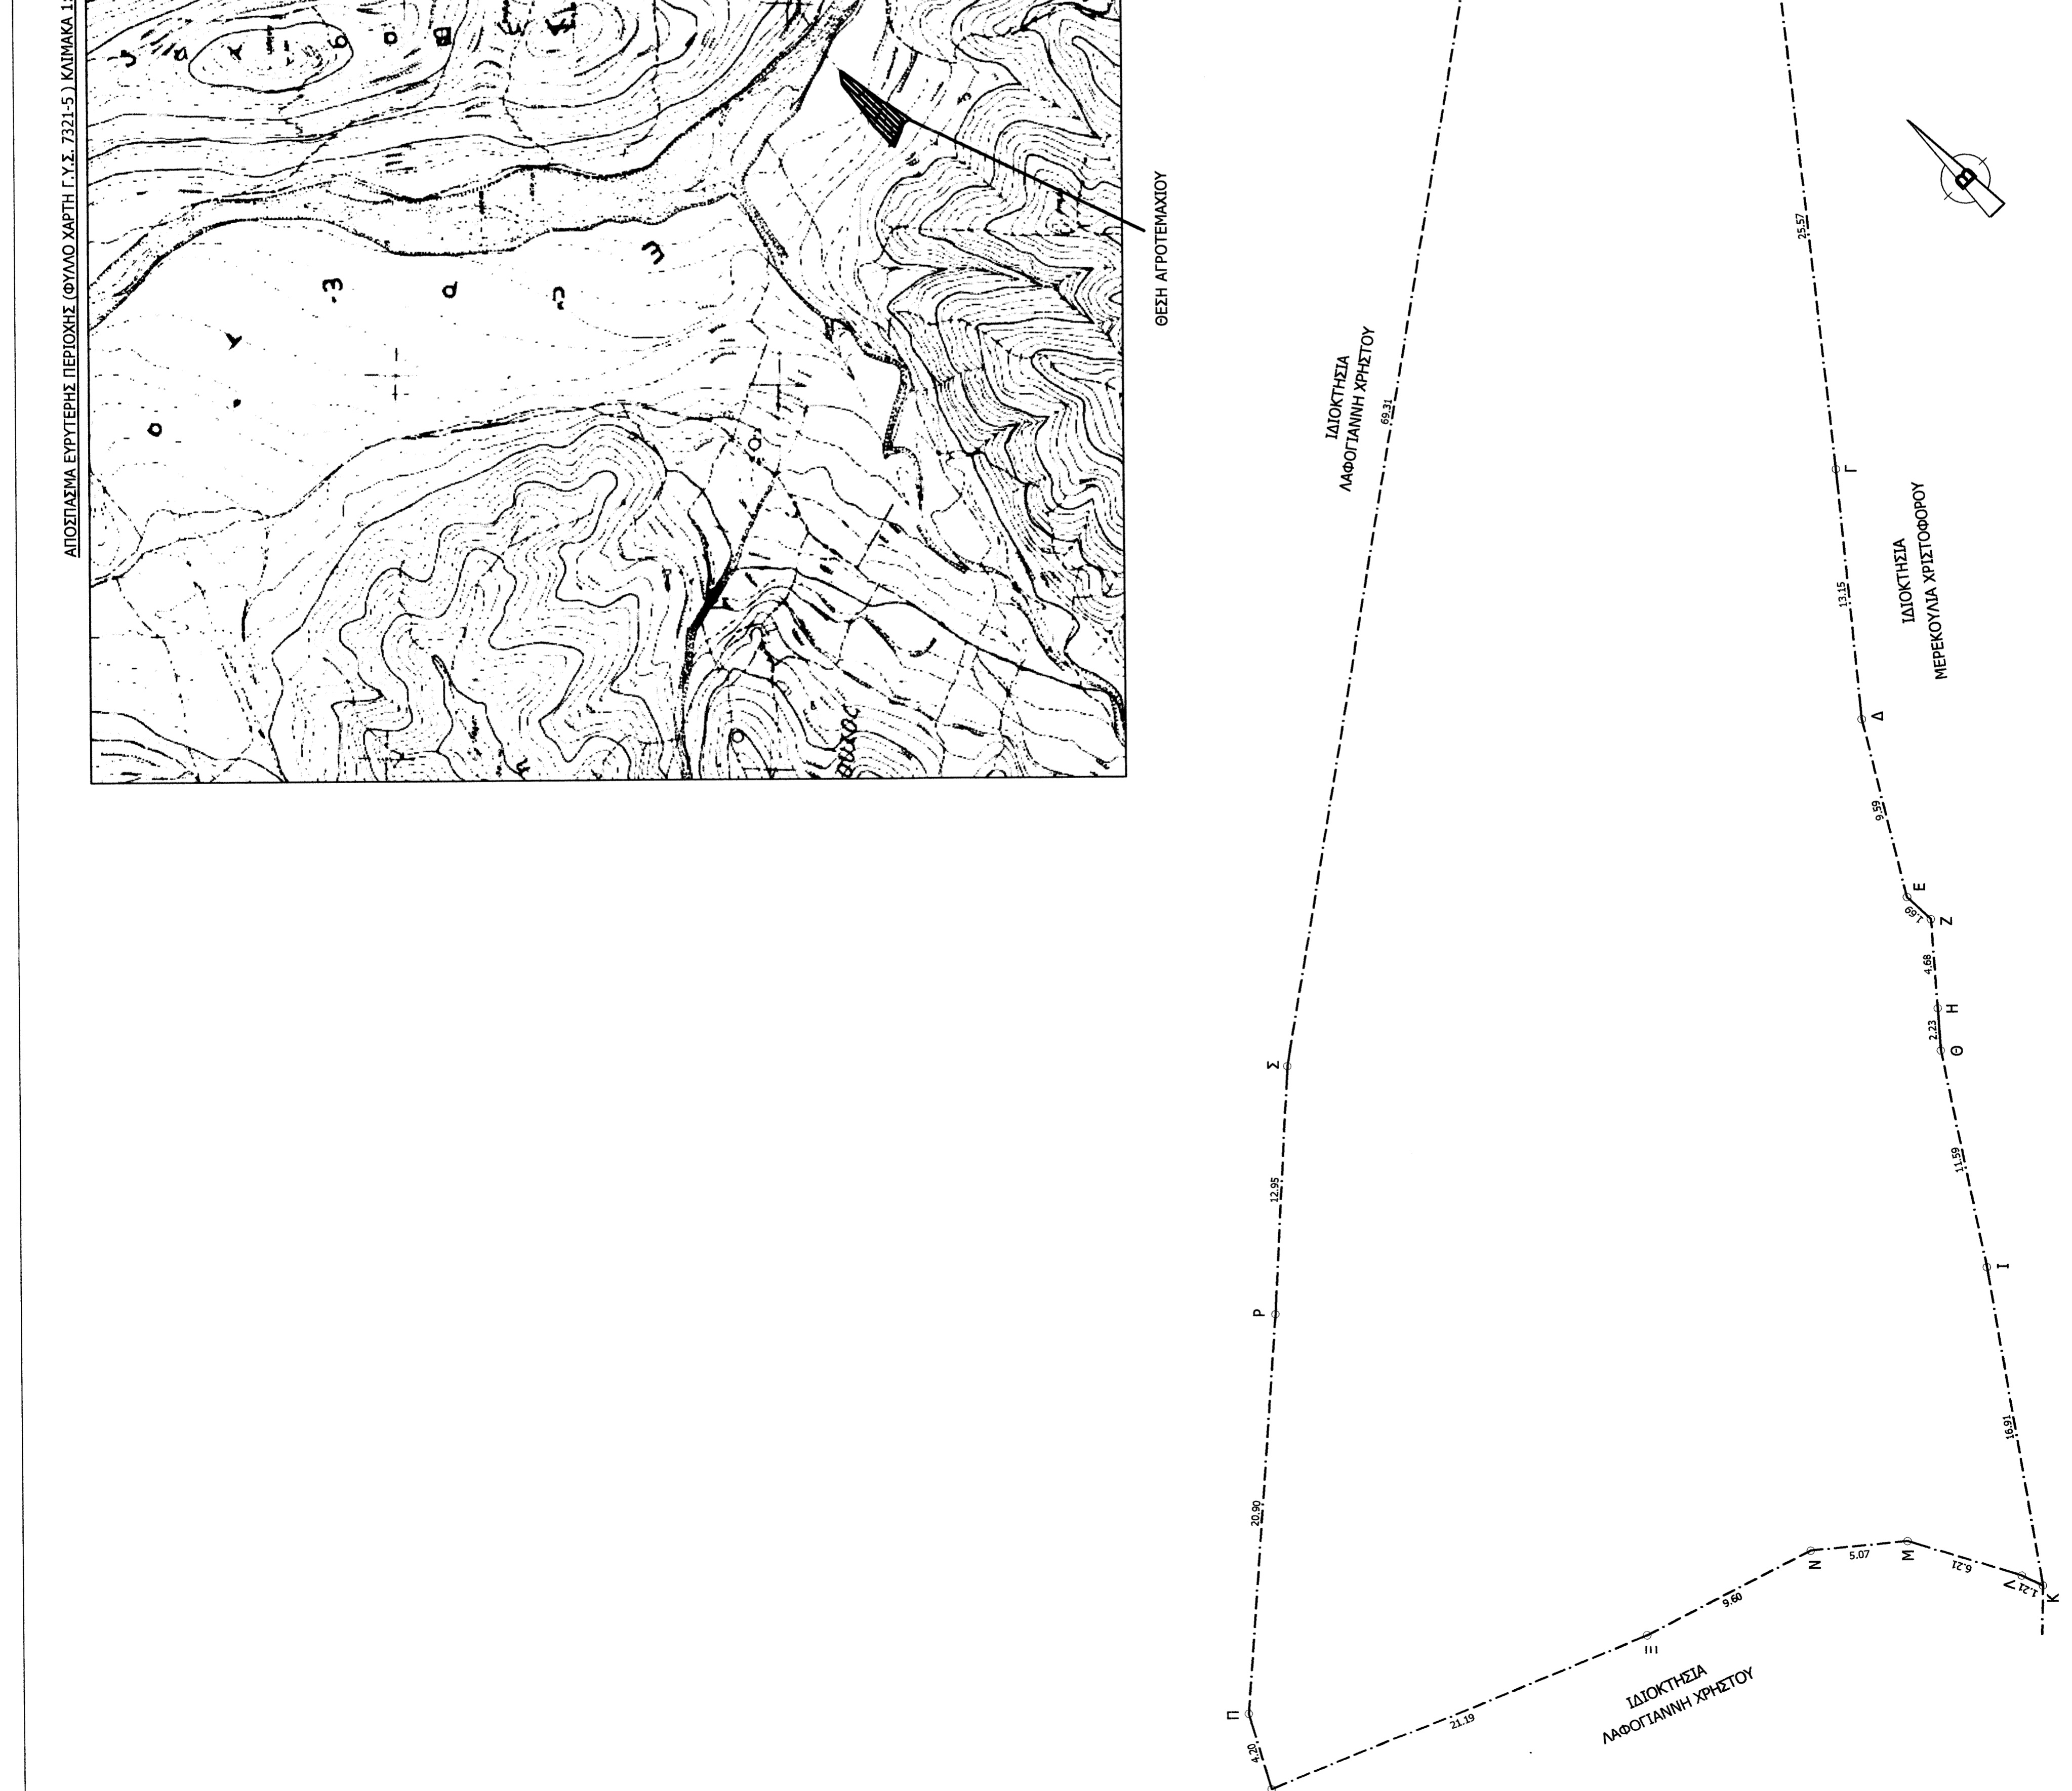 ΑΠΟΣΠΑΣΜΑ ΕΥΡΥΤΕΡΗΣ ΠΕΡΙΟΧΗΣ (ΦΥΛΛΟ ΧΑΡΤΗ Γ.Υ.Σ. 7321-5 ) ΚΛΙΜΑΚΑ 1:
ΘΕΣΗ ΑΓΡΟΤΕΜΑΧΙΟΥ
ΙΔΙΟΚΤΗΣΙΑ
ΛΑΦΟΓΙΑΝΝΗ ΧΡΗΣΤΟΥ
69.31
Σ
12.95
Ρ
20.90
Π
4.20
21.19
Ξ
9.60
Ν
5.07
Μ
6.21
Λ
1.21
Κ
16.91
Ι
11.59
Θ
2.23
Η
4.68
Ζ
1.69
Ε
9.59
Δ
13.15
Γ
25.57
Β
ΙΔΙΟΚΤΗΣΙΑ
ΜΕΡΕΚΟΥΛΙΑ ΧΡΙΣΤΟΦΟΡΟΥ
ΙΔΙΟΚΤΗΣΙΑ
ΛΑΦΟΓΙΑΝΝΗ ΧΡΗΣΤΟΥ